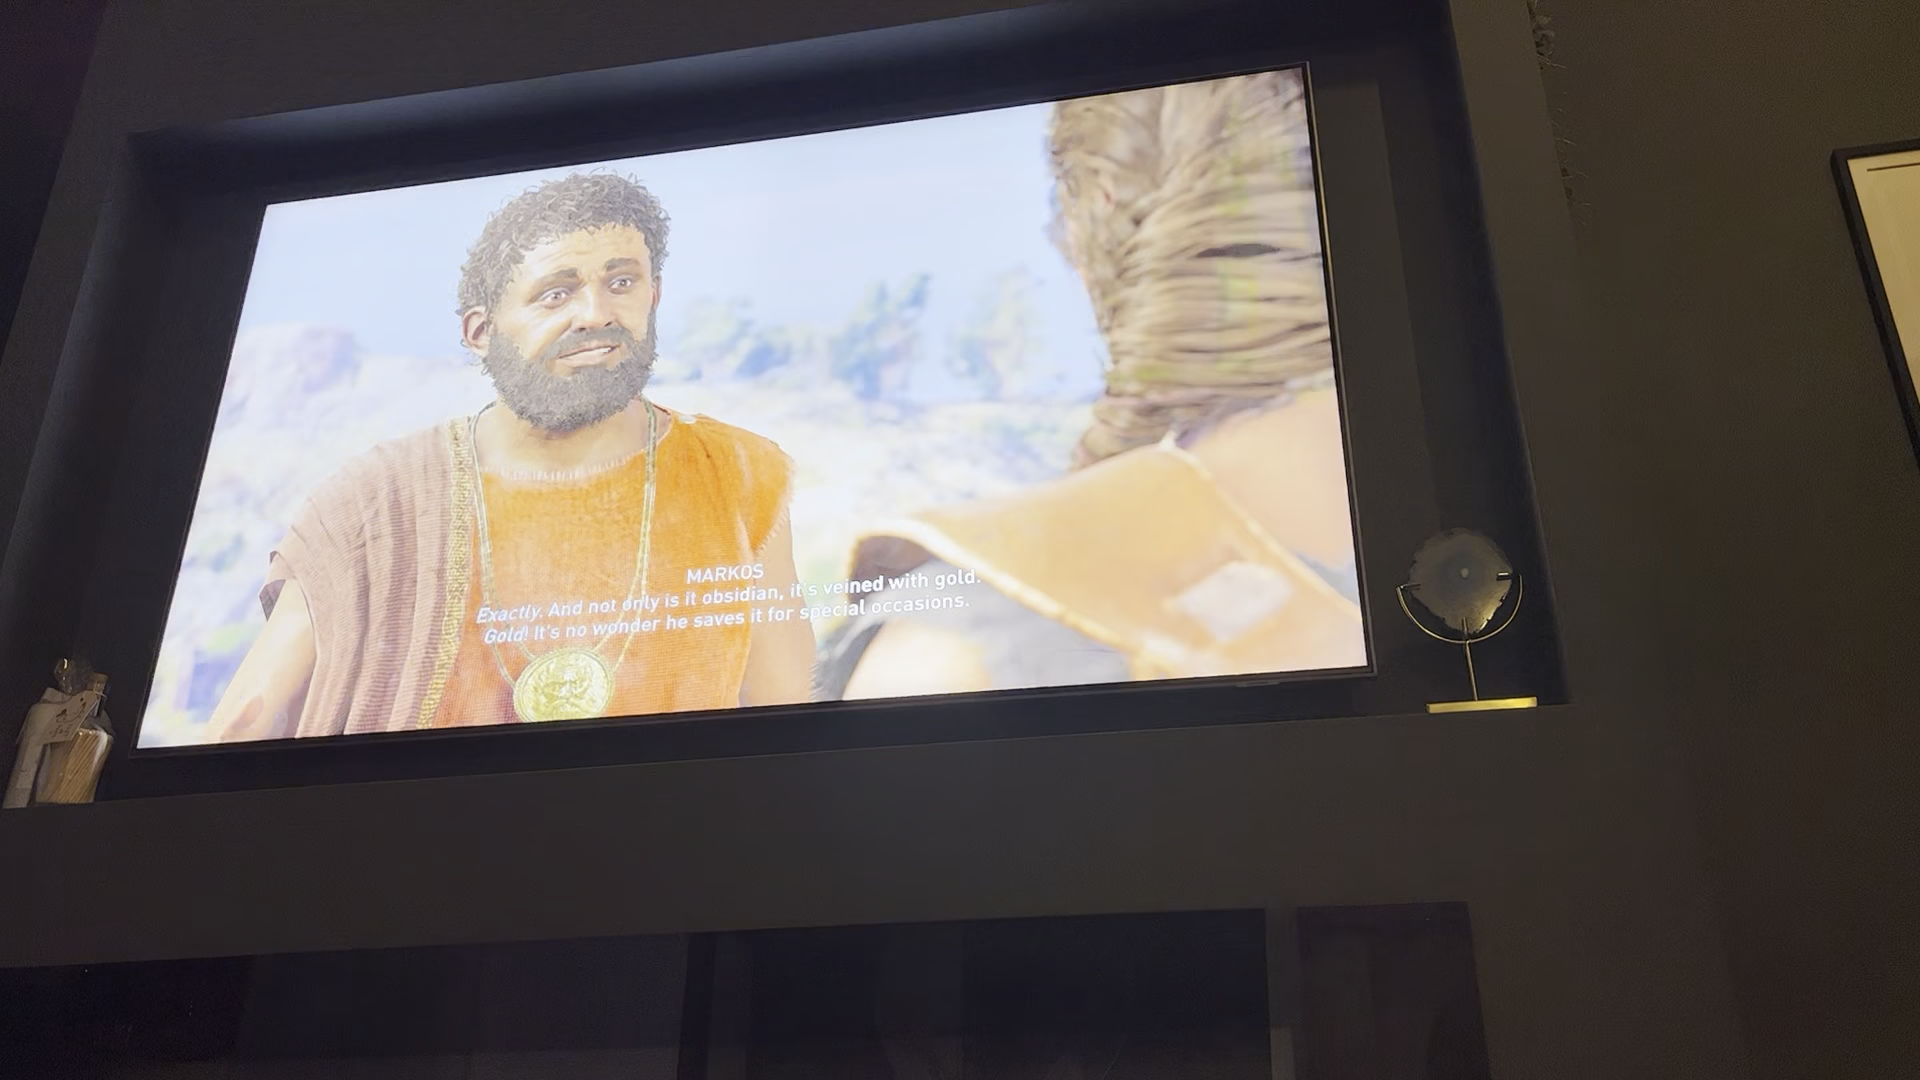 MARKOS
Exactly. And not only is it obsidian, it's veined with gold.
Gold! It's no wonder he saves it for special occasions.